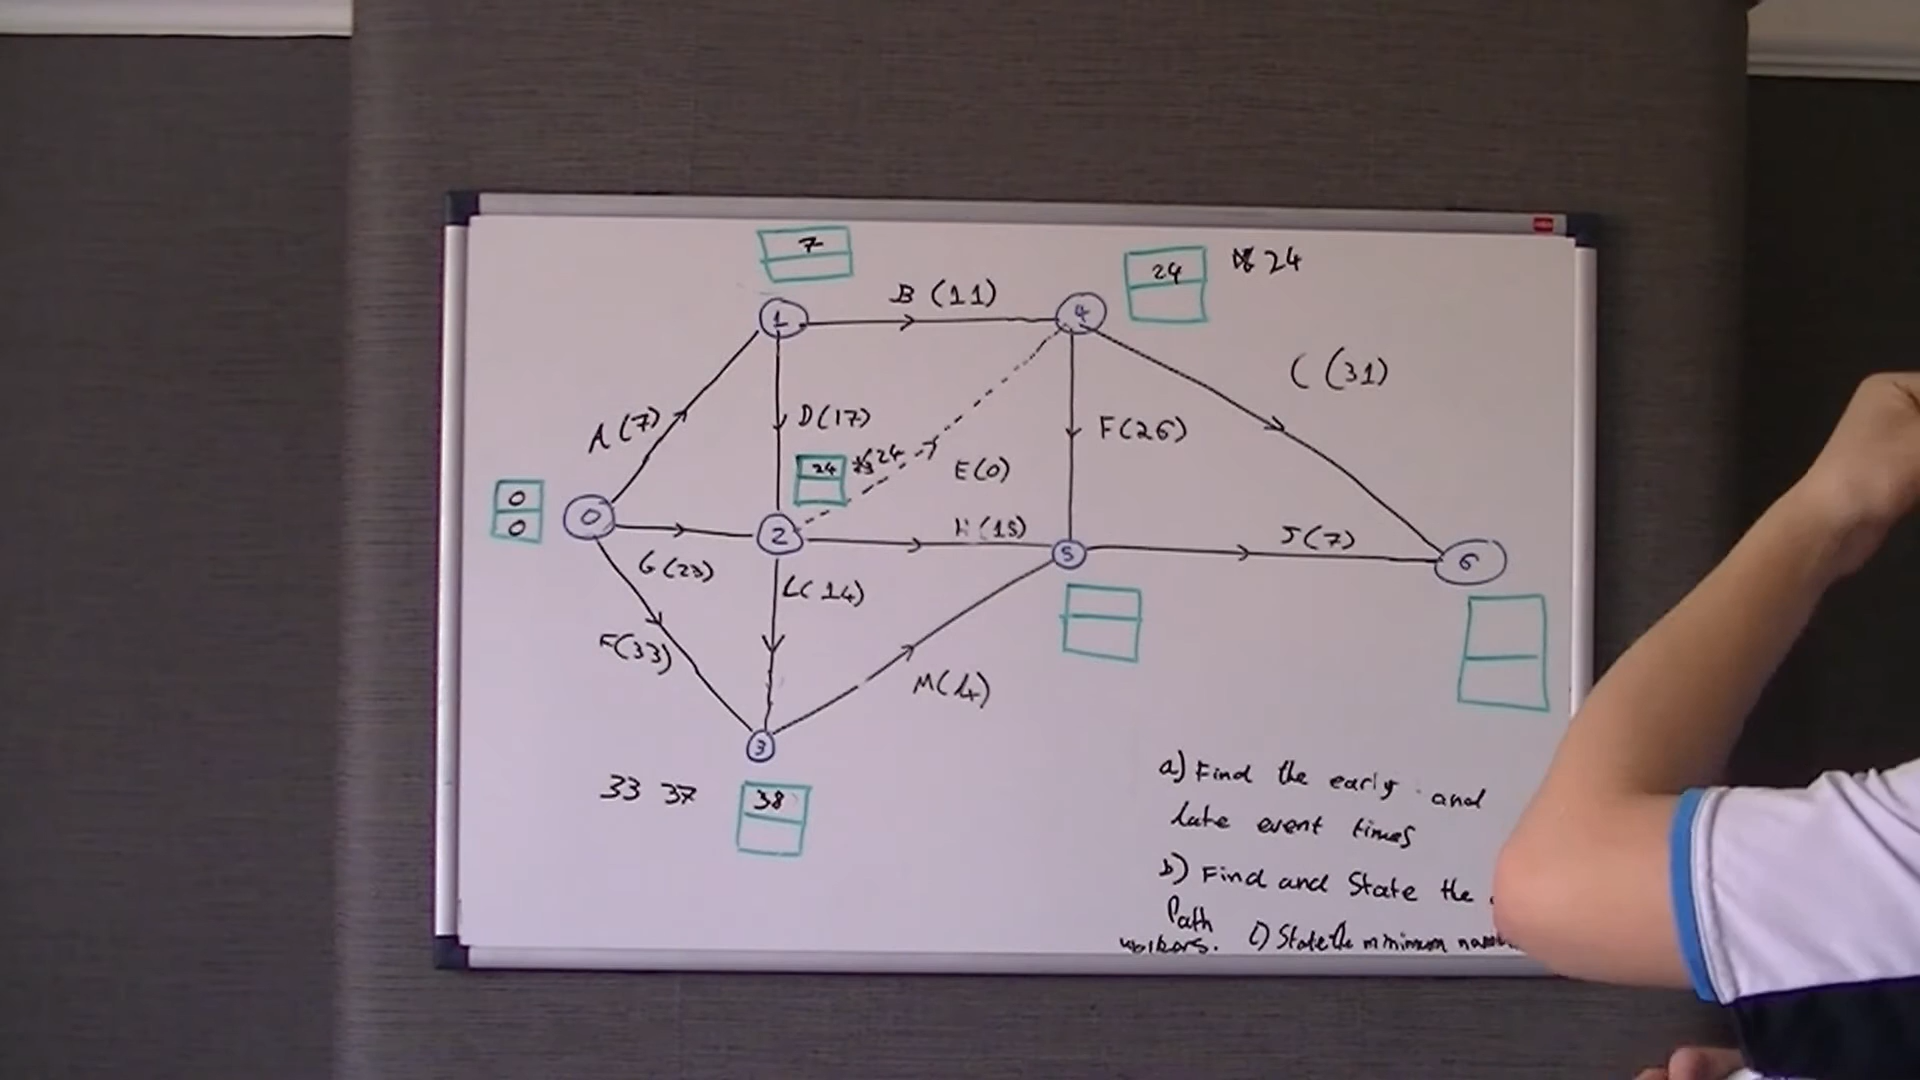 7
24 24
B (11)
1
4
C (31)
A (7)
D(17)
F(26)
24 24
E(0)
0
0
0
2
H(15)
5
J(7)
6
G(23)
L(14)
F(33)
M(4)
3
33 37
38
a) Find the early and
late event times
b) Find and State the
Path
c) State the minimum